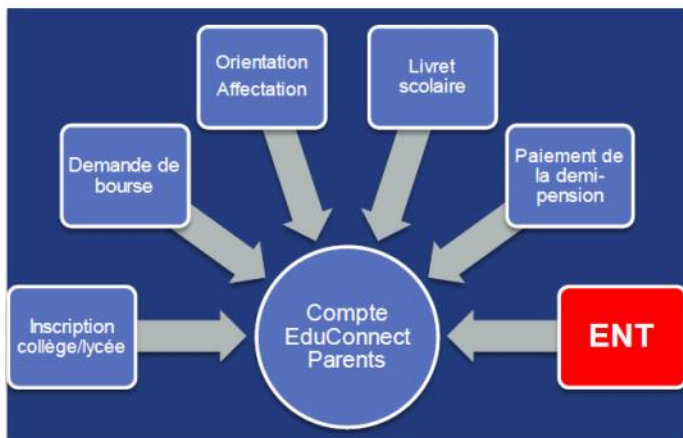 Orientation
Affectation
Livret
scolaire
Demande de
bourse
Paiement de
la demi-
pension
Inscription
collège/lycée
Compte
EduConnect
Parents
ENT